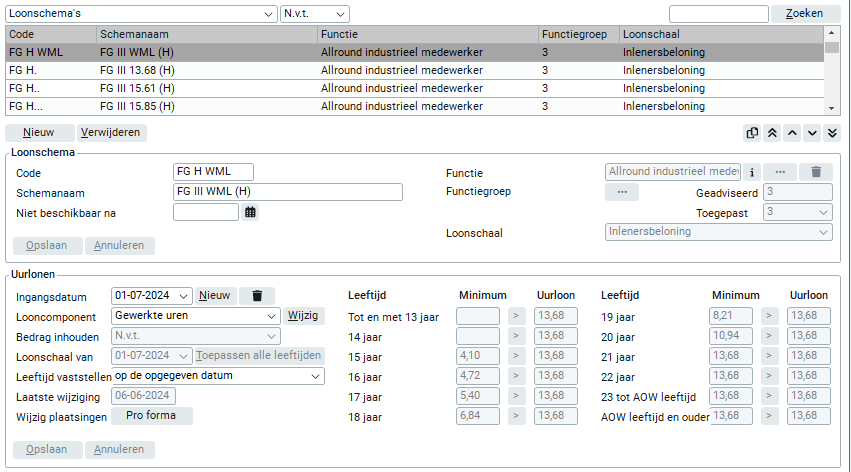 Loonschema's N.v.t. Zoeken
Code Schemanaam Functie Functiegroep Loonschaal
FG H WML FG III WML (H) Allround industrieel medewerker 3 Inlenersbeloning
FG H. FG III 13.68 (H) Allround industrieel medewerker 3 Inlenersbeloning
FG H.. FG III 15.61 (H) Allround industrieel medewerker 3 Inlenersbeloning
FG H... FG III 15.85 (H) Allround industrieel medewerker 3 Inlenersbeloning
Nieuw Verwijderen
Loonschema
Code FG H WML Functie Allround industrieel medew i ...
Schemanaam FG III WML (H) Functiegroep ... Geadviseerd 3
Niet beschikbaar na Toegepast 3
Loonschaal Inlenersbeloning
Opslaan Annuleren
Uurlonen
Ingangsdatum 01-07-2024 Nieuw Leeftijd Minimum Uurloon Leeftijd Minimum Uurloon
Looncomponent Gewerkte uren Wijzig Tot en met 13 jaar > 13,68 19 jaar 8,21 > 13,68
Bedrag inhouden N.v.t. 14 jaar > 13,68 20 jaar 10,94 > 13,68
Loonschaal van 01-07-2024 Toepassen alle leeftijden 15 jaar 4,10 > 13,68 21 jaar 13,68 > 13,68
Leeftijd vaststellen op de opgegeven datum 16 jaar 4,72 > 13,68 22 jaar 13,68 > 13,68
Laatste wijziging 06-06-2024 17 jaar 5,40 > 13,68 23 tot AOW leeftijd 13,68 > 13,68
Wijzig plaatsingen Pro forma 18 jaar 6,84 > 13,68 AOW leeftijd en ouder 13,68 > 13,68
Opslaan Annuleren